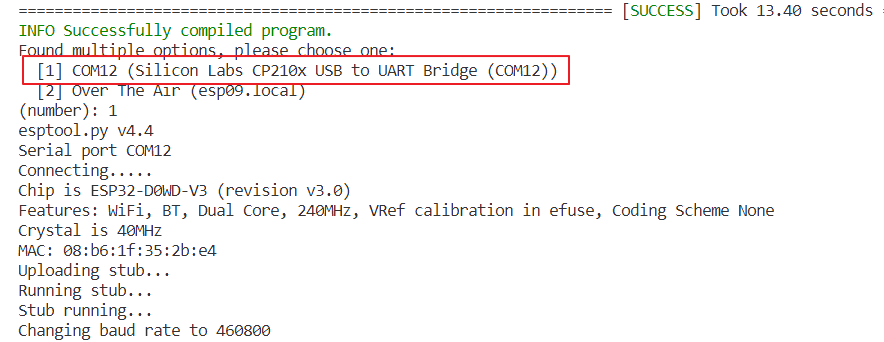 ================================================================== [SUCCESS] Took 13.40 seconds =
INFO Successfully compiled program.
Found multiple options, please choose one:
  [1] COM12 (Silicon Labs CP210x USB to UART Bridge (COM12))
  [2] Over The Air (esp09.local)
(number): 1
esptool.py v4.4
Serial port COM12
Connecting.....
Chip is ESP32-D0WD-V3 (revision v3.0)
Features: WiFi, BT, Dual Core, 240MHz, VRef calibration in efuse, Coding Scheme None
Crystal is 40MHz
MAC: 08:b6:1f:35:2b:e4
Uploading stub...
Running stub...
Stub running...
Changing baud rate to 460800